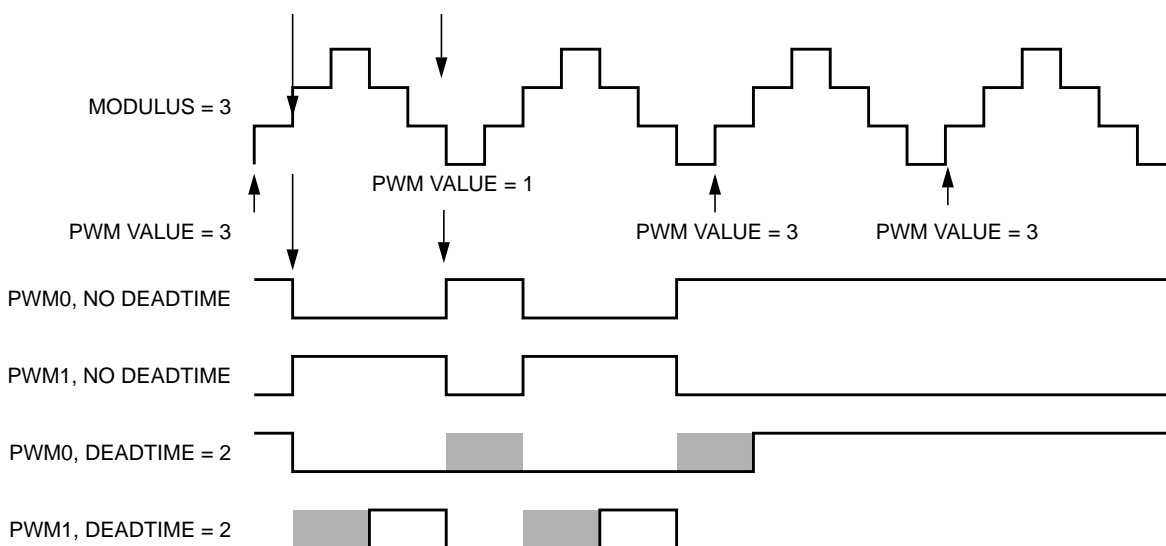 MODULUS = 3
PWM VALUE = 1
PWM VALUE = 3
PWM VALUE = 3
PWM VALUE = 3
PWM0, NO DEADTIME
PWM1, NO DEADTIME
PWM0, DEADTIME = 2
PWM1, DEADTIME = 2